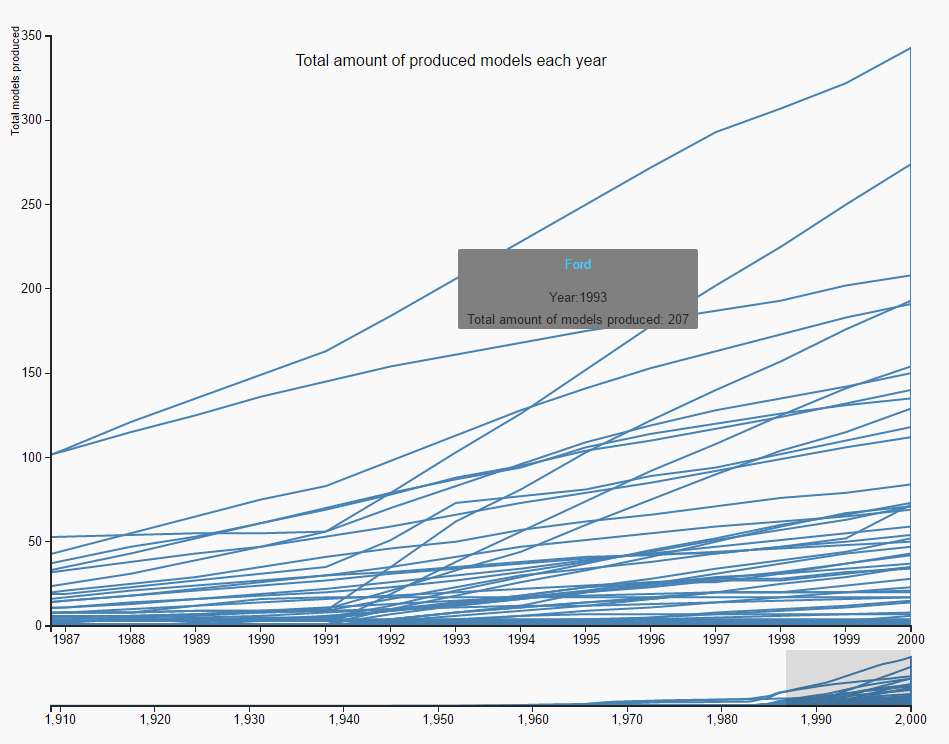 Total amount of produced models each year
Total models produced
350
300
250
200
150
100
50
0
Ford
Year:1993
Total amount of models produced: 207
1987 1988 1989 1990 1991 1992 1993 1994 1995 1996 1997 1998 1999 2000
1,910 1,920 1,930 1,940 1,950 1,960 1,970 1,980 1,990 2,000